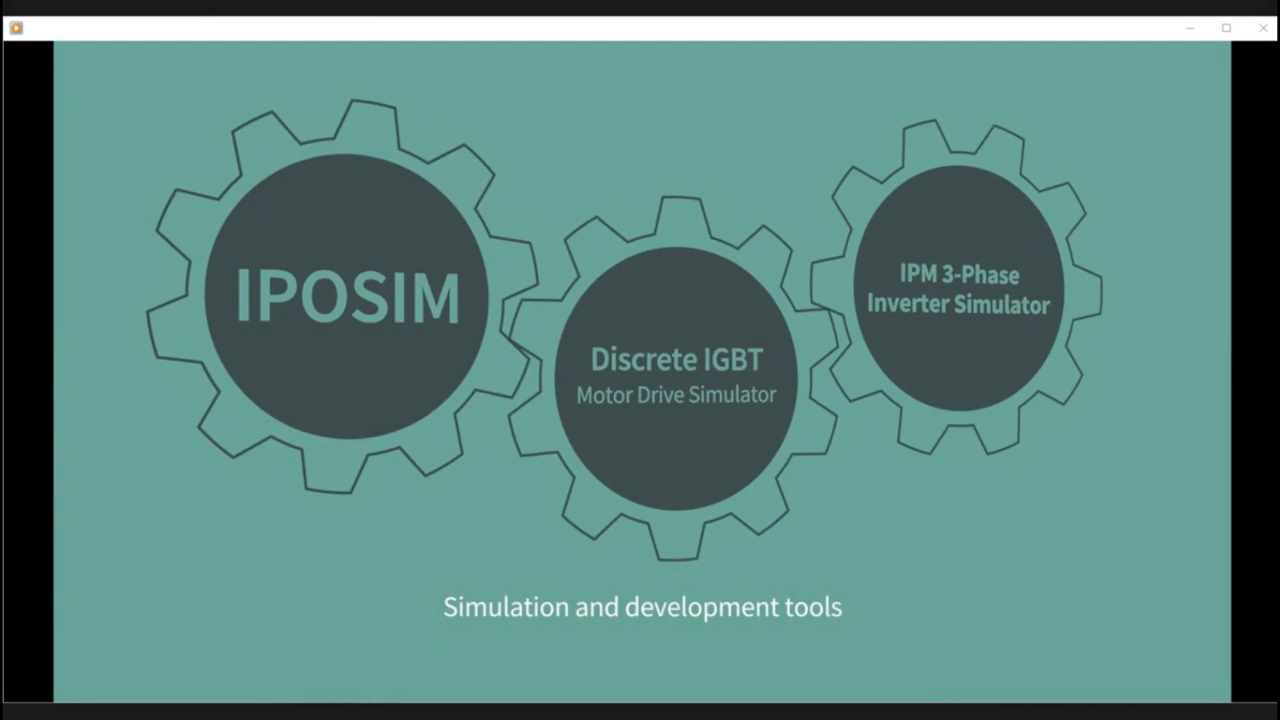 IPOSIM
Discrete IGBT
Motor Drive Simulator
IPM 3-Phase
Inverter Simulator
Simulation and development tools